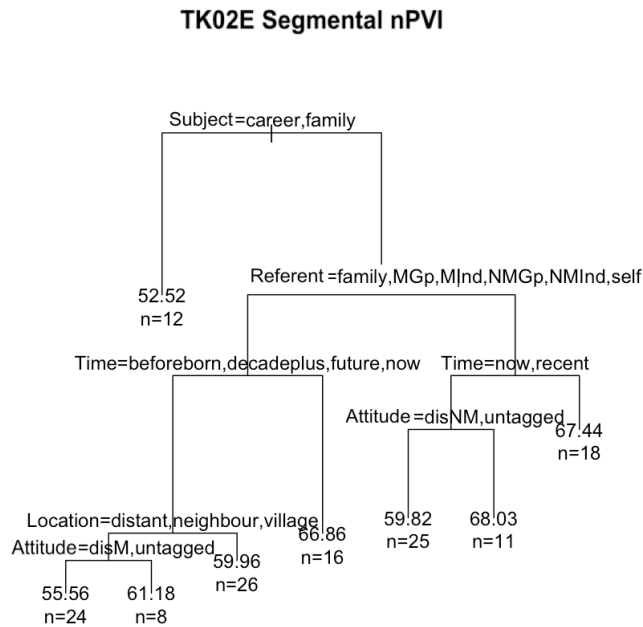 TK02E Segmental nPVI
Subject=career,family
Referent=family,MGp,MInd,NMGp,NMInd,self
52.52
n=12
Time=beforeborn,decadeplus,future,now
Time=now,recent
Attitude=disNM,untagged
67.44
n=18
Location=distant,neighbour,village
66.86
n=16
59.82
n=25
68.03
n=11
Attitude=disM,untagged
59.96
n=26
55.56
n=24
61.18
n=8